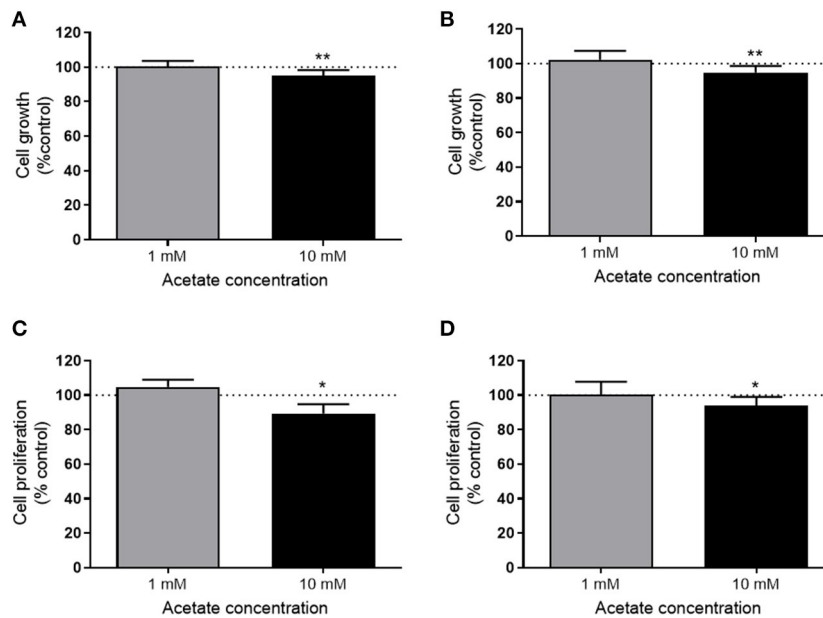 A
120
100
80
60
40
20
0
Cell growth
(%control)
**
1 mM
10 mM
Acetate concentration
B
120
100
80
60
40
20
0
Cell growth
(%control)
**
1 mM
10 mM
Acetate concentration
C
120
100
80
60
40
20
0
Cell proliferation
(% control)
*
1 mM
10 mM
Acetate concentration
D
120
100
80
60
40
20
0
Cell proliferation
(% control)
*
1 mM
10 mM
Acetate concentration